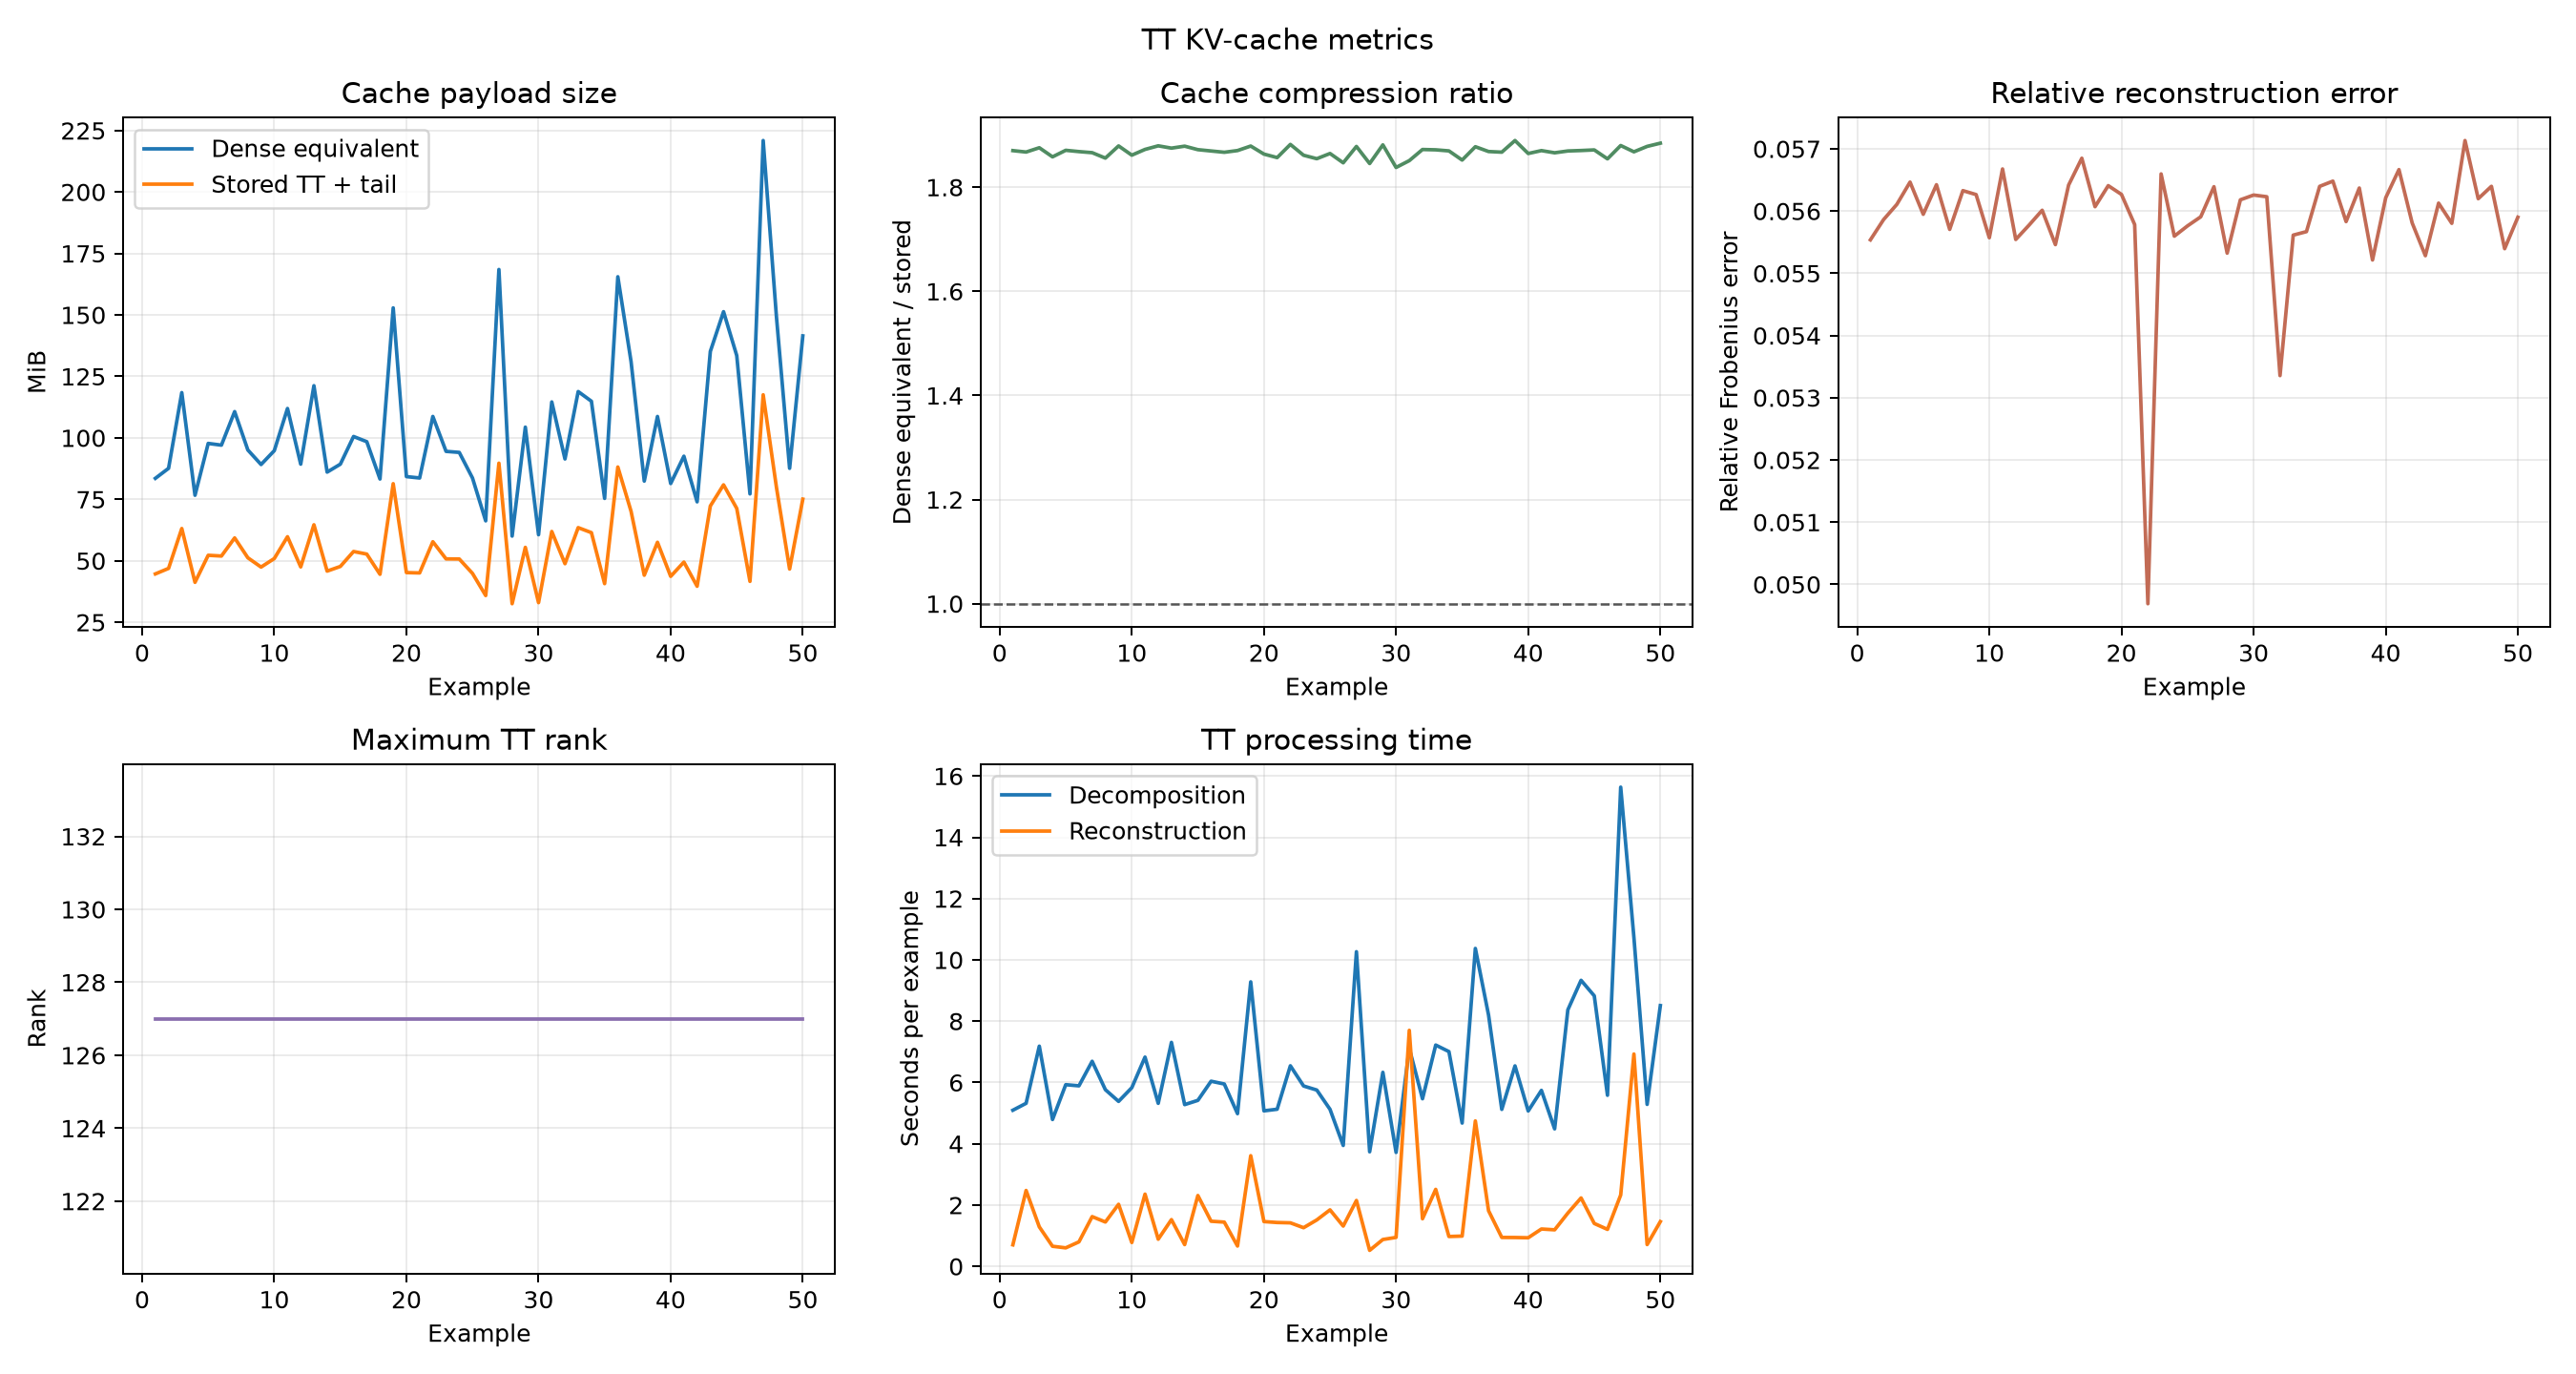 TT KV-cache metrics
Cache payload size
225
200
175
150
125
100
75
50
25
MiB
Dense equivalent
Stored TT + tail
0 10 20 30 40 50
Example
Cache compression ratio
1.8
1.6
1.4
1.2
1.0
Dense equivalent / stored
0 10 20 30 40 50
Example
Relative reconstruction error
0.057
0.056
0.055
0.054
0.053
0.052
0.051
0.050
Relative Frobenius error
0 10 20 30 40 50
Example
Maximum TT rank
132
130
128
126
124
122
Rank
0 10 20 30 40 50
Example
TT processing time
16
14
12
10
8
6
4
2
0
Seconds per example
Decomposition
Reconstruction
0 10 20 30 40 50
Example